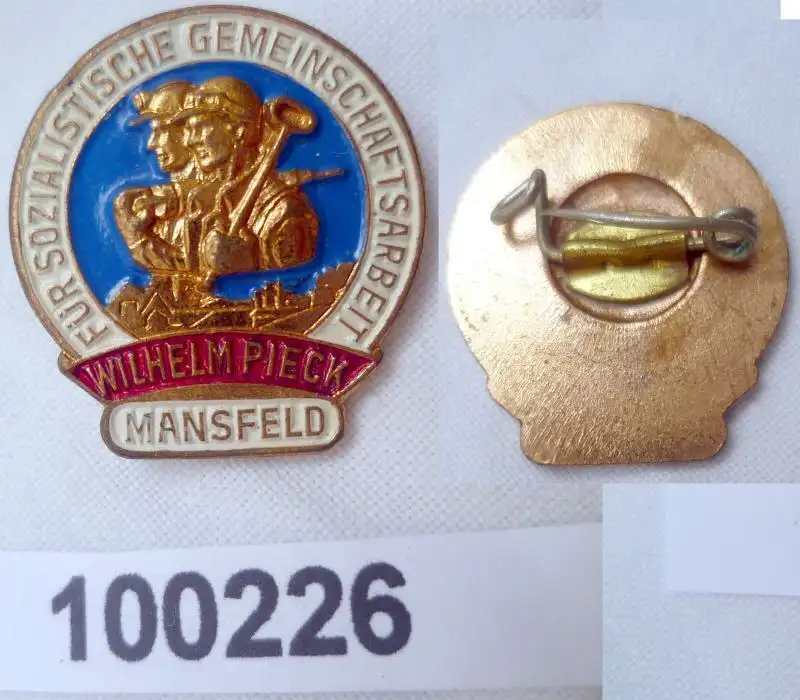 FÜR SOZIALISTISCHE GEMEINSCHAFTSARBEIT
WILHELM PIECK
MANSFELD
100226